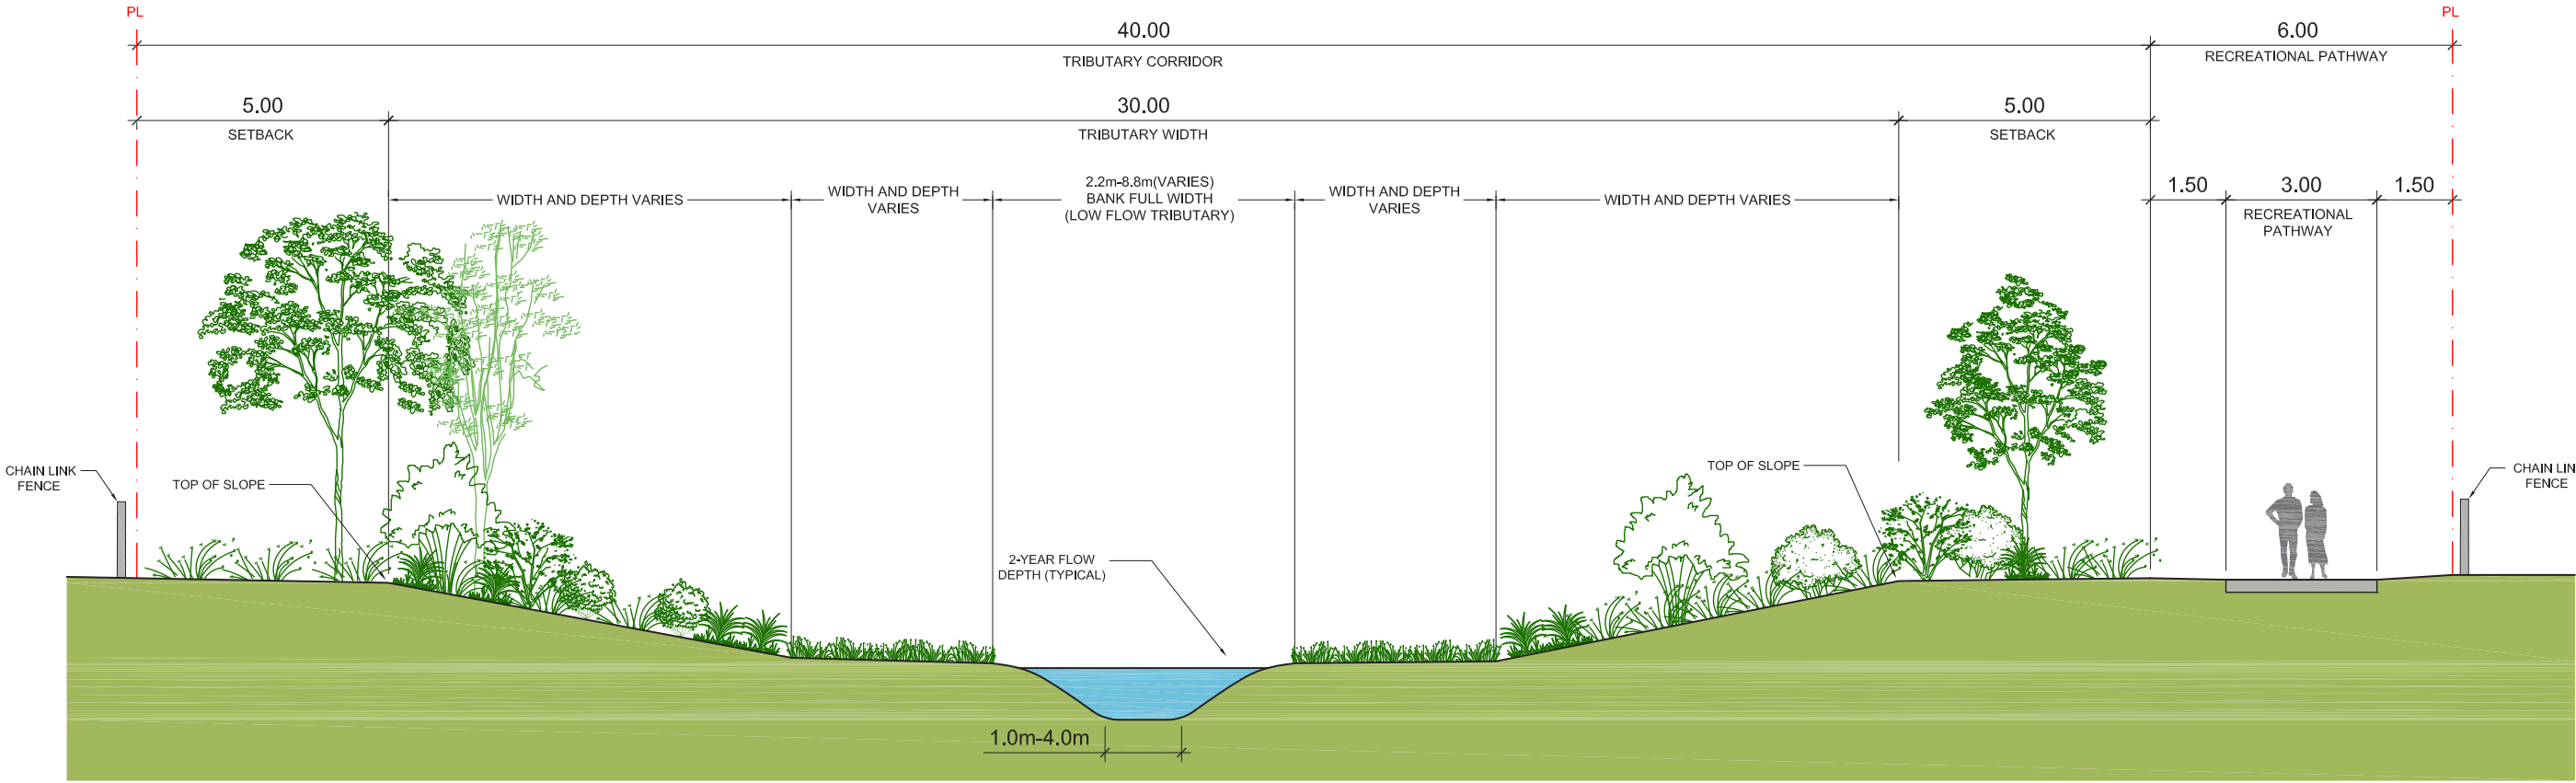 PL
PL
40.00
TRIBUTARY CORRIDOR
6.00
RECREATIONAL PATHWAY
5.00
SETBACK
30.00
TRIBUTARY WIDTH
5.00
SETBACK
WIDTH AND DEPTH VARIES
WIDTH AND DEPTH
VARIES
2.2m-8.8m(VARIES)
BANK FULL WIDTH
(LOW FLOW TRIBUTARY)
WIDTH AND DEPTH
VARIES
WIDTH AND DEPTH VARIES
1.50
3.00
1.50
RECREATIONAL
PATHWAY
CHAIN LINK
FENCE
TOP OF SLOPE
2-YEAR FLOW
DEPTH (TYPICAL)
TOP OF SLOPE
CHAIN LIN
FENCE
1.0m-4.0m